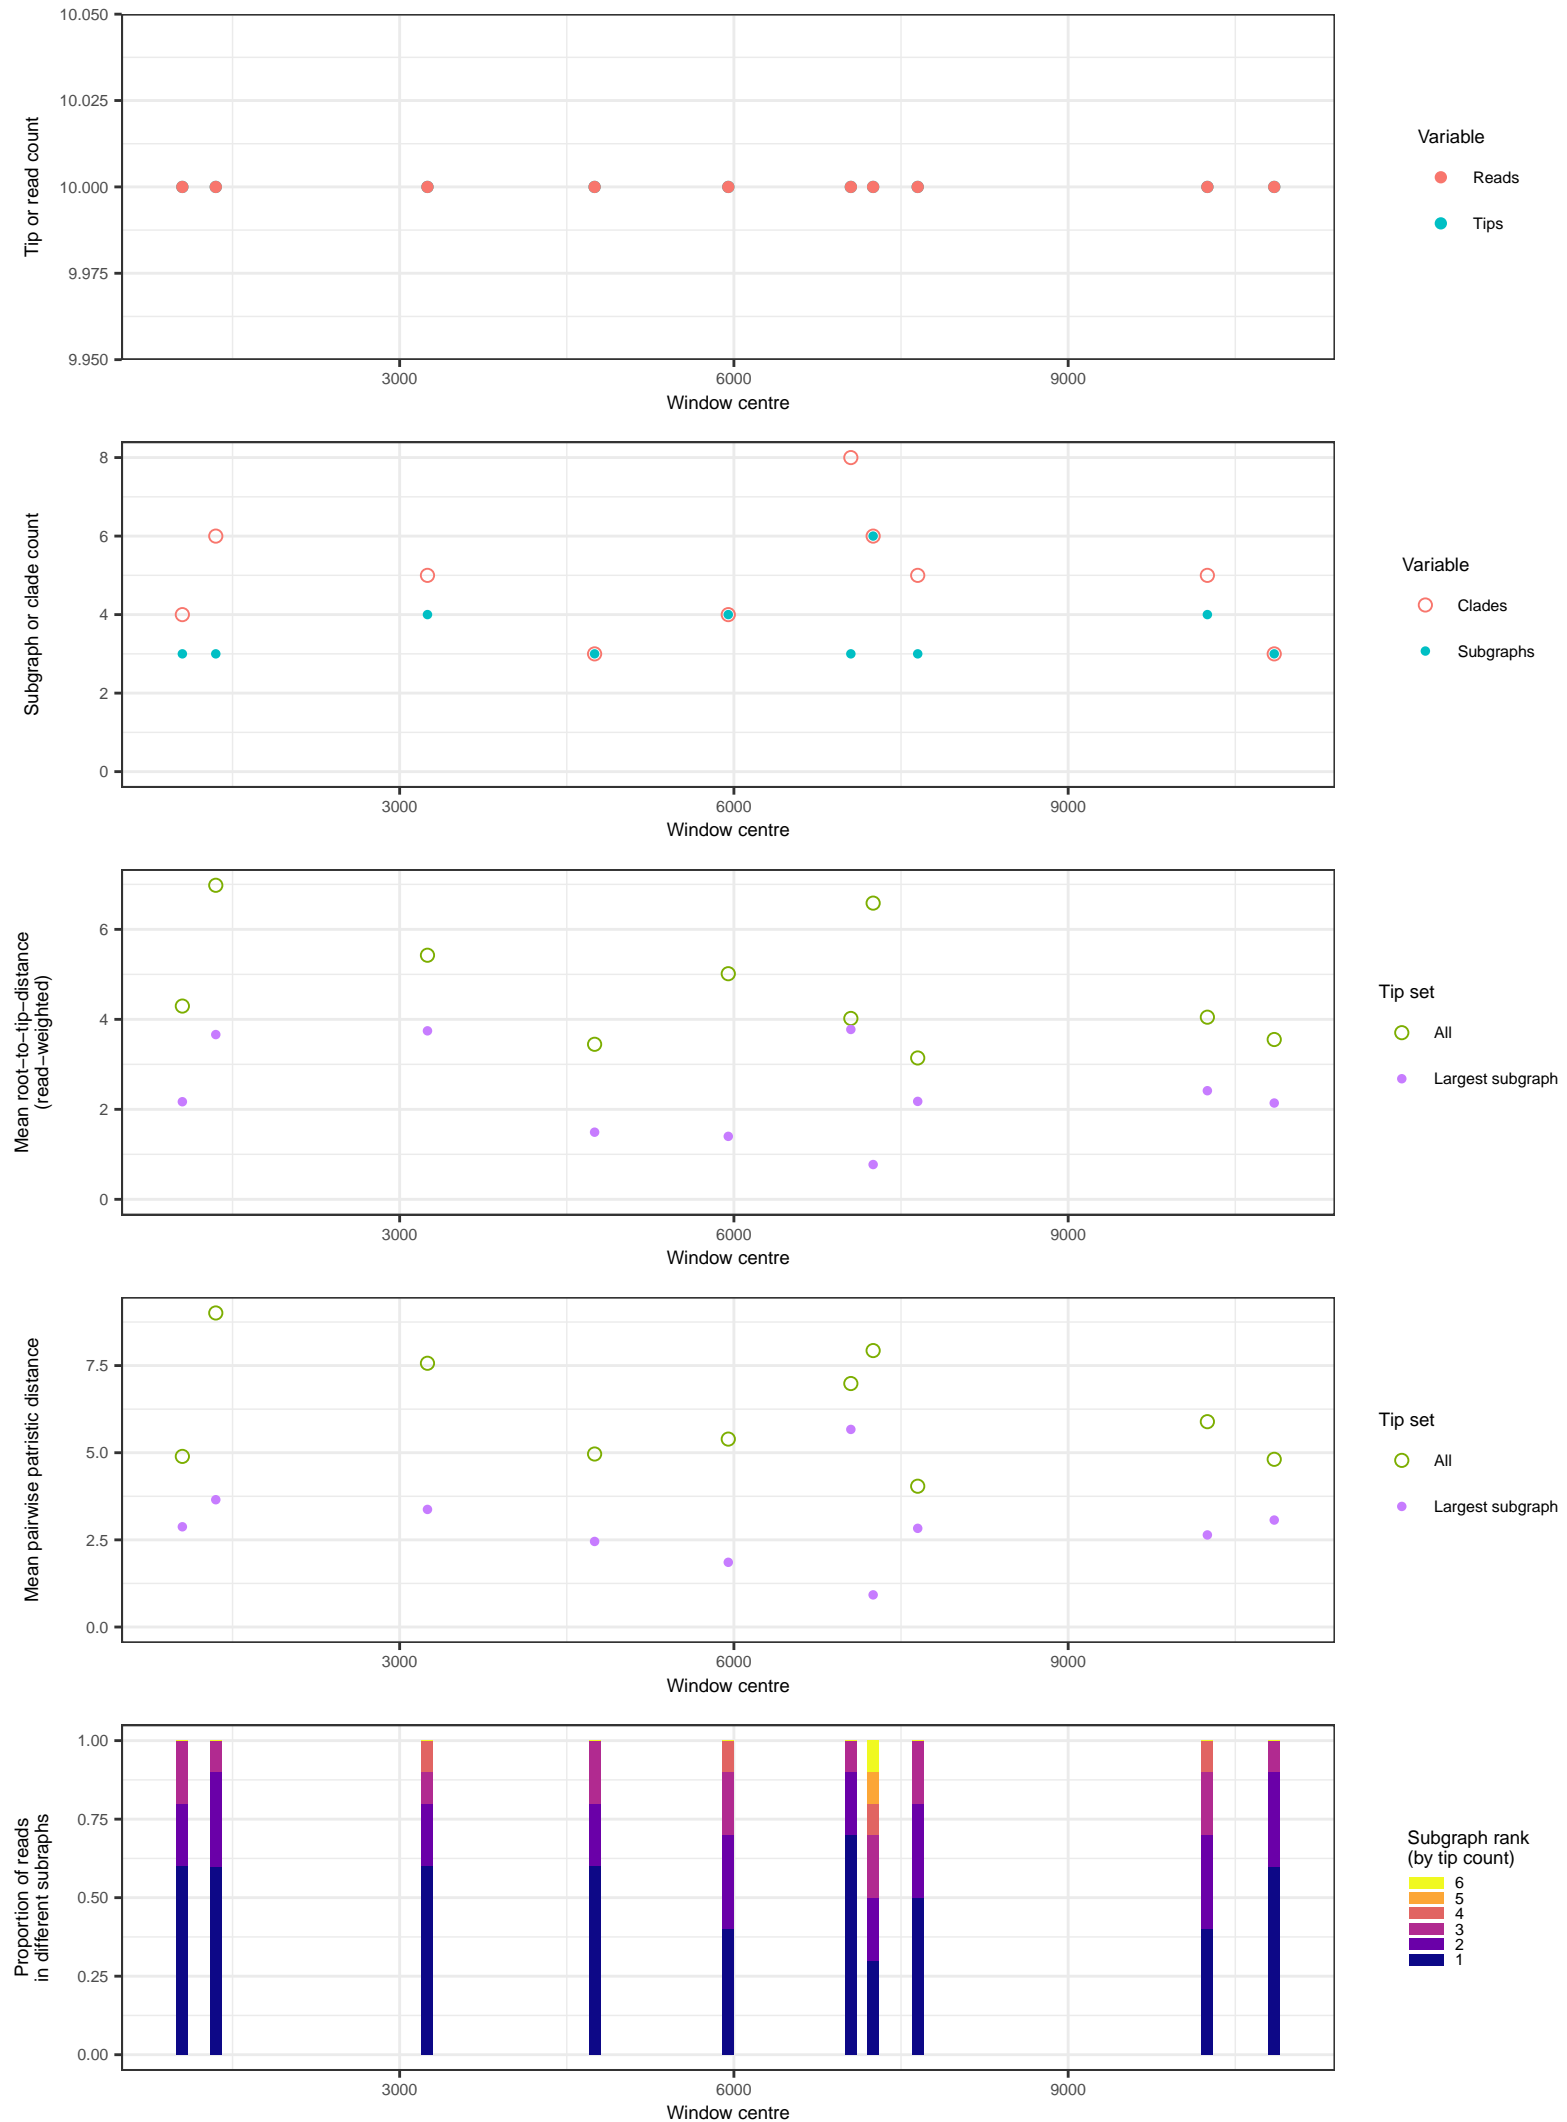 10.050
10.025
10.000
9.975
9.950
Tip or read count
3000 6000 9000
Window centre
Variable
Reads
Tips
8
6
4
2
0
Subgraph or clade count
3000 6000 9000
Window centre
Variable
Clades
Subgraphs
6
4
2
0
Mean root−to−tip−distance
(read−weighted)
3000 6000 9000
Window centre
Tip set
All
Largest subgraph
7.5
5.0
2.5
0.0
Mean pairwise patristic distance
3000 6000 9000
Window centre
Tip set
All
Largest subgraph
1.00
0.75
0.50
0.25
0.00
Proportion of reads
in different subraphs
3000 6000 9000
Window centre
Subgraph rank
(by tip count)
6
5
4
3
2
1